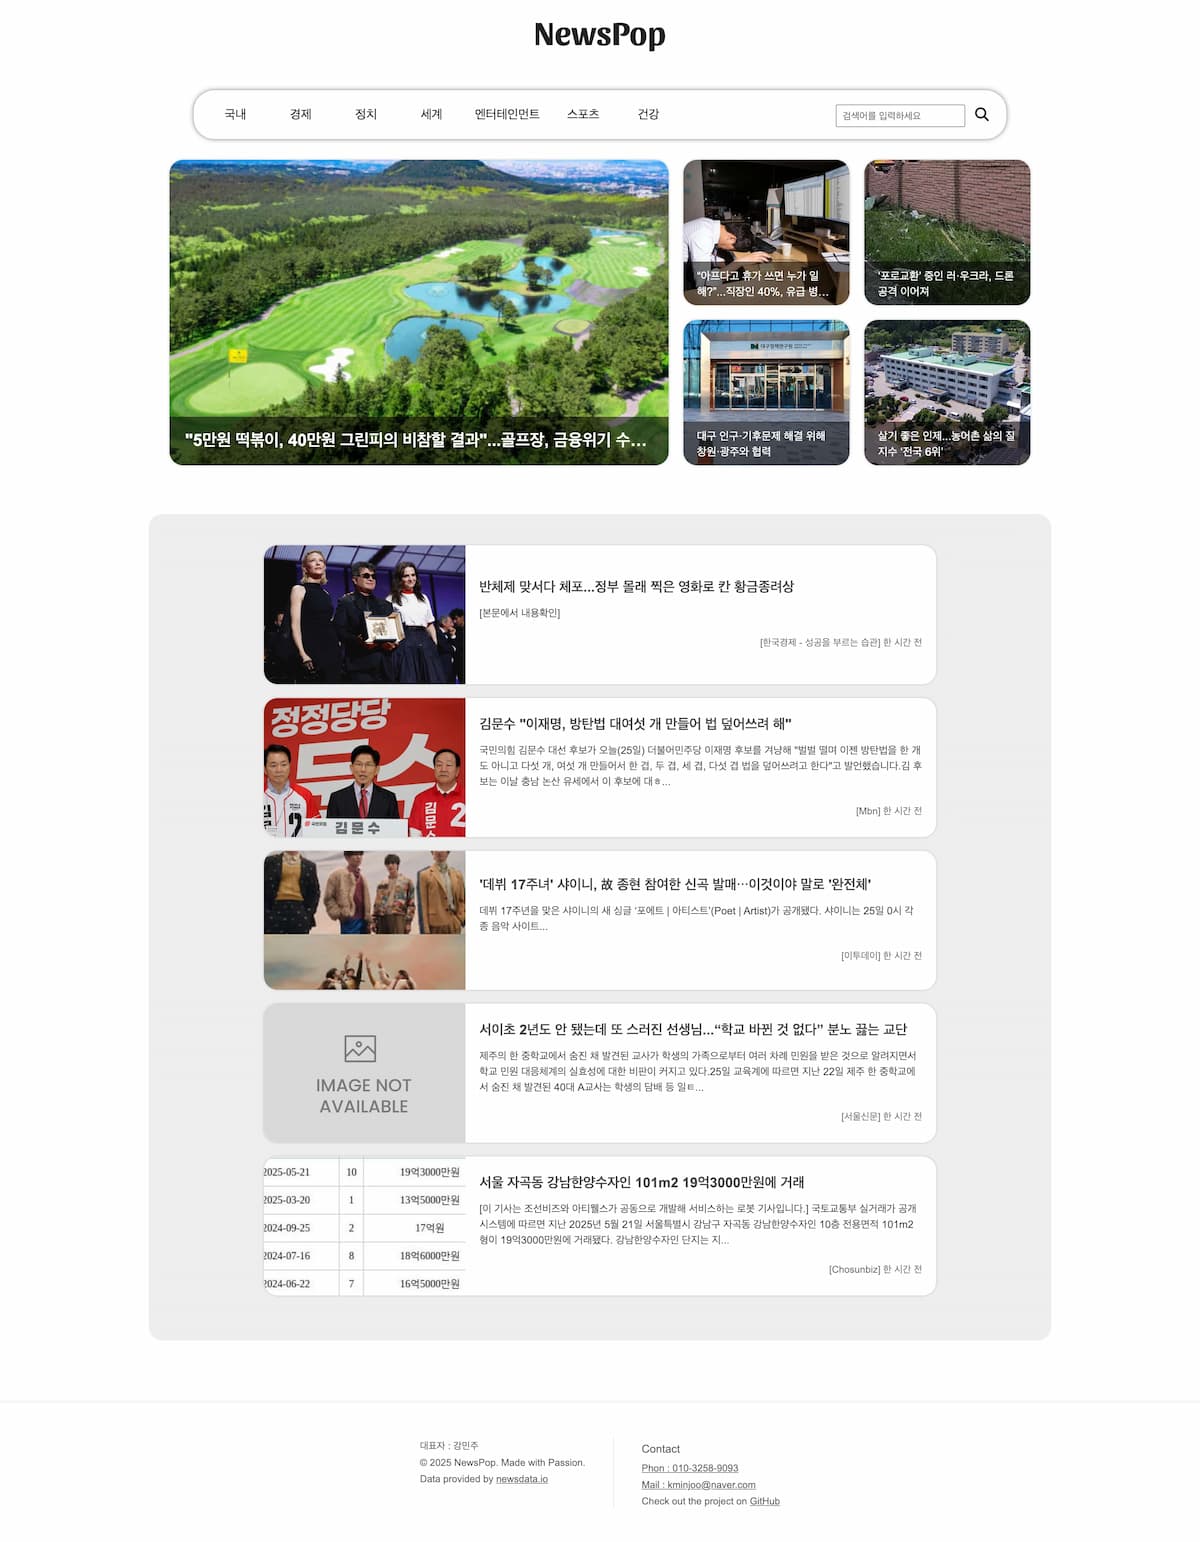 NewsPop
국내 경제 정치 세계 엔터테인먼트 스포츠 건강 검색어를 입력하세요
"5만원 떡볶이, 40만원 그린피의 비참할 결과"...골프장, 금융위기 수...
"아프다고 휴가 쓰면 누가 일
해?"...직장인 40%, 유급 병...
'포로교환' 중인 러·우크라, 드론
공격 이어져
대구정책연구원
대구 인구·기후문제 해결 위해
창원·광주와 협력
살기 좋은 인제...농어촌 삶의 질
지수 '전국 6위'
반체제 맞서다 체포...정부 몰래 찍은 영화로 칸 황금종려상
[본문에서 내용확인]
[한국경제 - 성공을 부르는 습관] 한 시간 전
정정당당
김문수
2
2
김문수 "이재명, 방탄법 대여섯 개 만들어 법 덮어쓰려 해"
국민의힘 김문수 대선 후보가 오늘(25일) 더불어민주당 이재명 후보를 겨냥해 "벌벌 떨며 이젠 방탄법을 한 개
도 아니고 다섯 개, 여섯 개 만들어서 한 겹, 두 겹, 세 겹, 다섯 겹 법을 덮어쓰려고 한다"고 발언했습니다.김 후
보는 이날 충남 논산 유세에서 이 후보에 대ㅎ...
[Mbn] 한 시간 전
'데뷔 17주년' 샤이니, 故 종현 참여한 신곡 발매…이것이야 말로 '완전체'
데뷔 17주년을 맞은 샤이니의 새 싱글 ‘포에트 | 아티스트’(Poet | Artist)가 공개됐다. 샤이니는 25일 0시 각
종 음악 사이트...
[이투데이] 한 시간 전
IMAGE NOT
AVAILABLE
서이초 2년도 안 됐는데 또 스러진 선생님...“학교 바뀐 것 없다” 분노 끓는 교단
제주의 한 중학교에서 숨진 채 발견된 교사가 학생의 가족으로부터 여러 차례 민원을 받은 것으로 알려지면서
학교 민원 대응체계의 실효성에 대한 비판이 커지고 있다.25일 교육계에 따르면 지난 22일 제주 한 중학교에
서 숨진 채 발견된 40대 A교사는 학생의 담배 등 일ㅌ...
[서울신문] 한 시간 전
2025-05-21 10 19억3000만원
2025-03-20 1 13억5000만원
2024-09-25 2 17억원
2024-07-16 8 18억6000만원
2024-06-22 7 16억5000만원
서울 자곡동 강남한양수자인 101m2 19억3000만원에 거래
[이 기사는 조선비즈와 아티웰스가 공동으로 개발해 서비스하는 로봇 기사입니다.] 국토교통부 실거래가 공개
시스템에 따르면 지난 2025년 5월 21일 서울특별시 강남구 자곡동 강남한양수자인 10층 전용면적 101m2
형이 19억3000만원에 거래됐다. 강남한양수자인 단지는 지...
[Chosunbiz] 한 시간 전
대표자 : 강민주
© 2025 NewsPop. Made with Passion.
Data provided by newsdata.io
Contact
Phon : 010-3258-9093
Mail : kminjoo@naver.com
Check out the project on GitHub